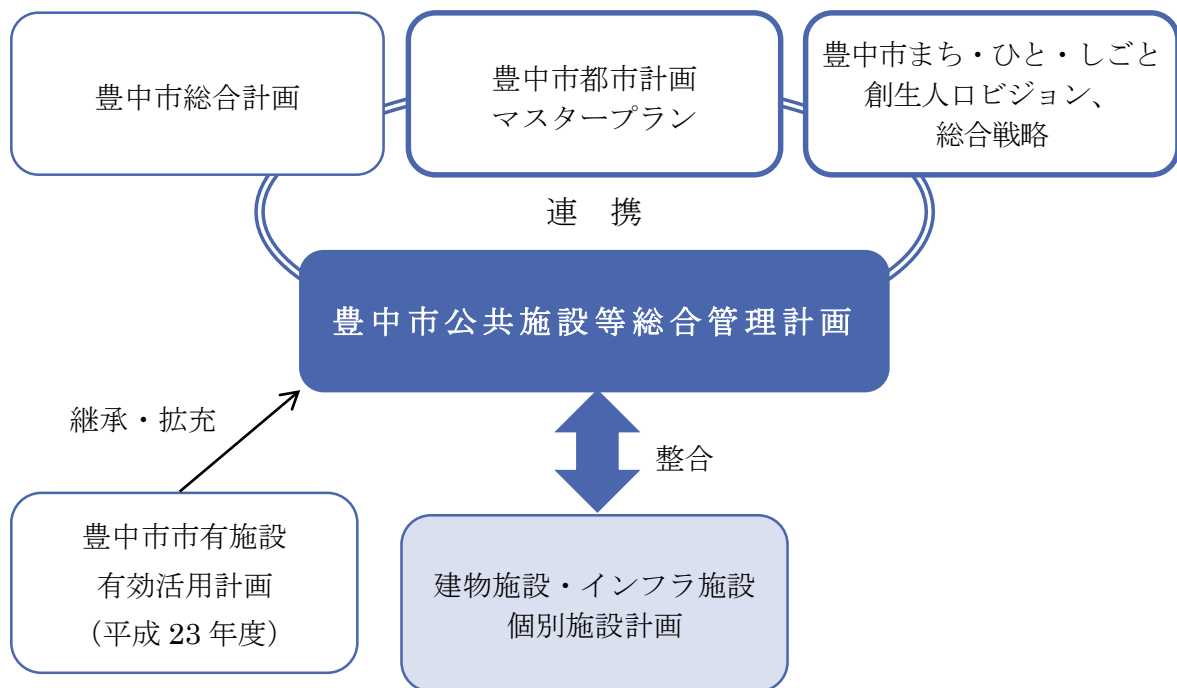 豊中市総合計画
豊中市都市計画
マスタープラン
豊中市まち・ひと・しごと
創生人口ビジョン、
総合戦略
連　携
豊中市公共施設等総合管理計画
継承・拡充
整合
豊中市市有施設
有効活用計画
（平成 23 年度）
建物施設・インフラ施設
個別施設計画